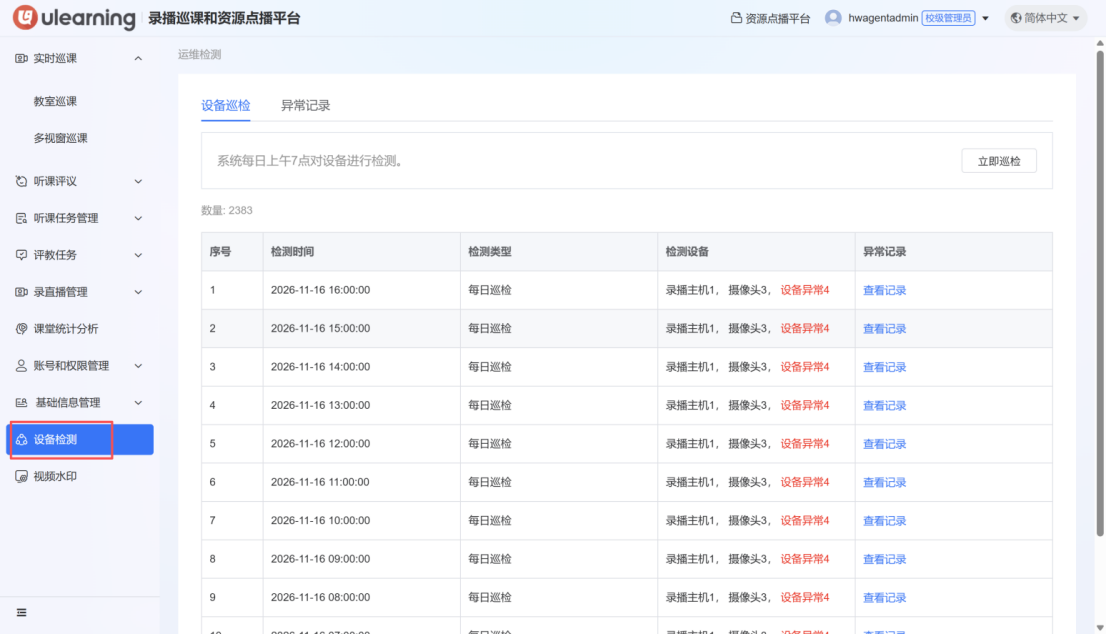 ulearning 录播巡课和资源点播平台 资源点播平台 hwagentadmin 校级管理员 简体中文
实时巡课
教室巡课
多视窗巡课
听课评议
听课任务管理
评教任务
录直播管理
课堂统计分析
账号和权限管理
基础信息管理
设备检测
视频水印
运维检测
设备巡检 异常记录
系统每日上午7点对设备进行检测。 立即巡检
数量: 2383
序号 检测时间 检测类型 检测设备 异常记录
1 2026-11-16 16:00:00 每日巡检 录播主机1, 摄像头3, 设备异常4 查看记录
2 2026-11-16 15:00:00 每日巡检 录播主机1, 摄像头3, 设备异常4 查看记录
3 2026-11-16 14:00:00 每日巡检 录播主机1, 摄像头3, 设备异常4 查看记录
4 2026-11-16 13:00:00 每日巡检 录播主机1, 摄像头3, 设备异常4 查看记录
5 2026-11-16 12:00:00 每日巡检 录播主机1, 摄像头3, 设备异常4 查看记录
6 2026-11-16 11:00:00 每日巡检 录播主机1, 摄像头3, 设备异常4 查看记录
7 2026-11-16 10:00:00 每日巡检 录播主机1, 摄像头3, 设备异常4 查看记录
8 2026-11-16 09:00:00 每日巡检 录播主机1, 摄像头3, 设备异常4 查看记录
9 2026-11-16 08:00:00 每日巡检 录播主机1, 摄像头3, 设备异常4 查看记录